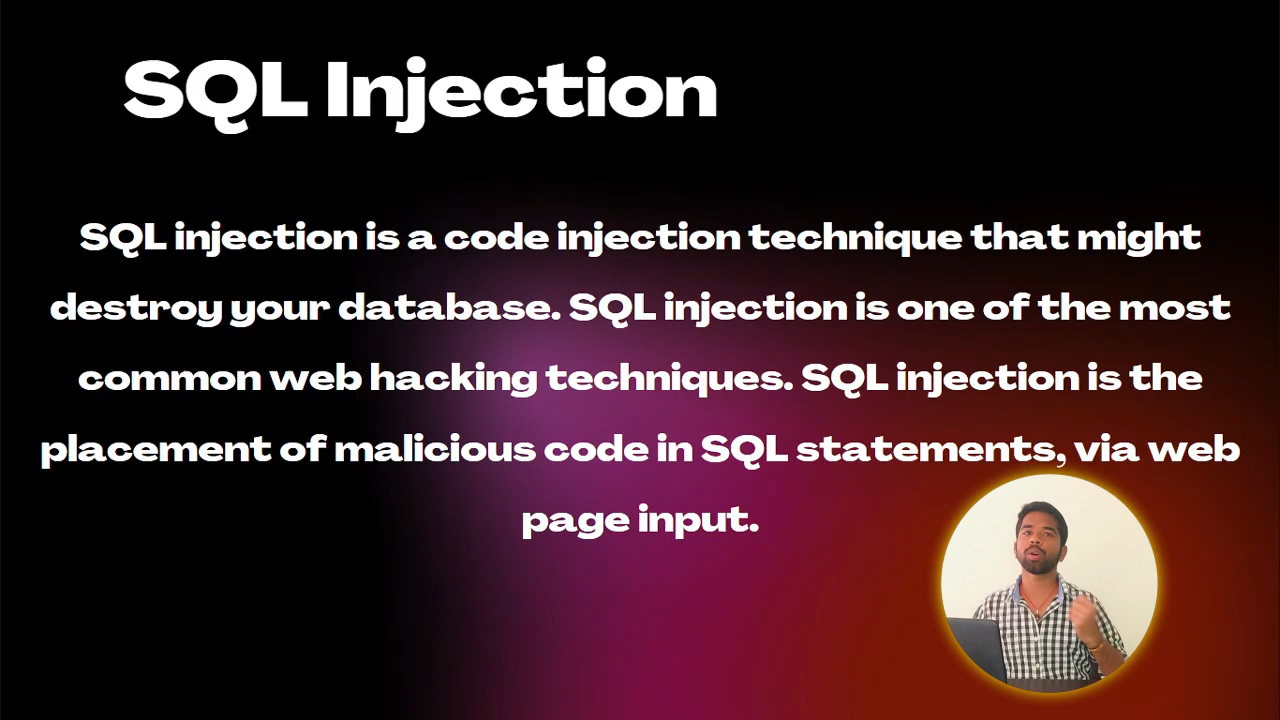 SQL Injection
SQL injection is a code injection technique that might
destroy your database. SQL injection is one of the most
common web hacking techniques. SQL injection is the
placement of malicious code in SQL statements, via web
page input.